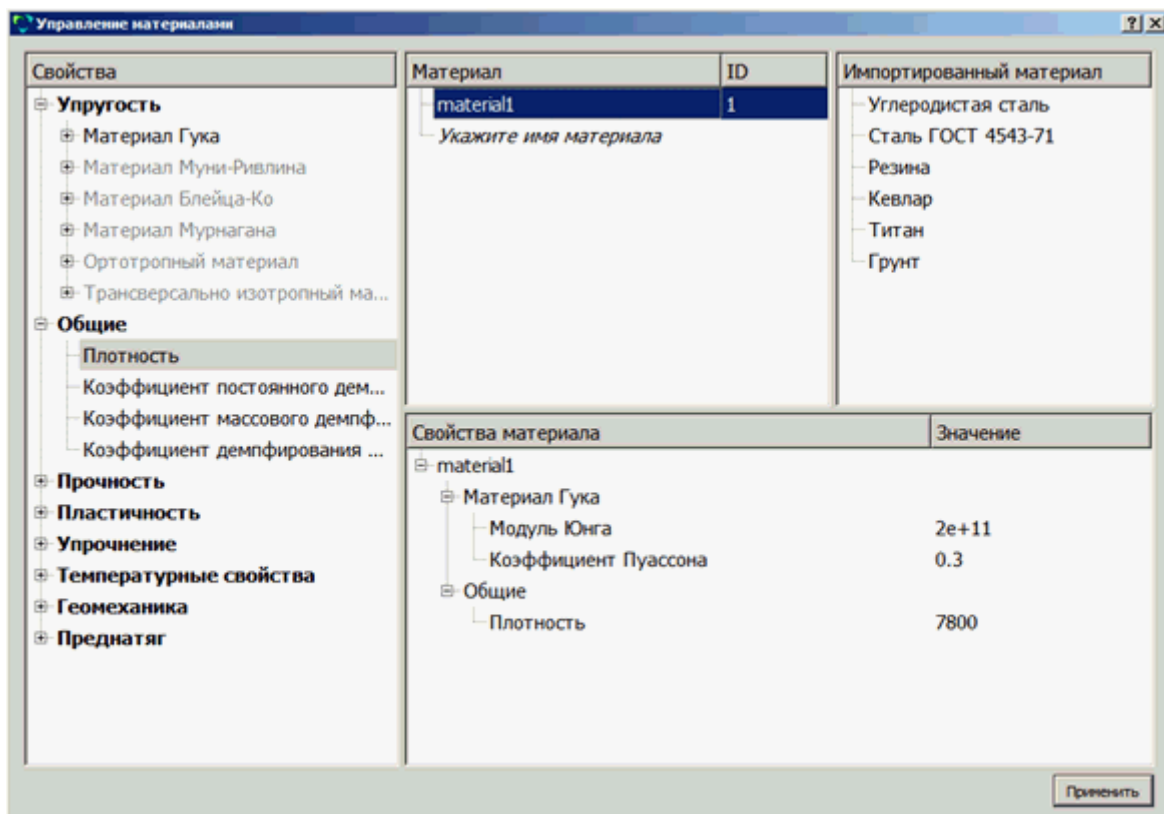 Управление материалами
Свойства
Упругость
Материал Гука
Материал Муни-Ривлина
Материал Блейца-Ко
Материал Мурнагана
Ортотропный материал
Трансверсально изотропный ма...
Общие
Плотность
Коэффициент постоянного дем...
Коэффициент массового демпф...
Коэффициент демпфирования ...
Прочность
Пластичность
Упрочнение
Температурные свойства
Геомеханика
Преднатяг
Материал ID
material1 1
Укажите имя материала
Импортированный материал
Углеродистая сталь
Сталь ГОСТ 4543-71
Резина
Кевлар
Титан
Грунт
Свойства материала Значение
material1
Материал Гука
Модуль Юнга 2e+11
Коэффициент Пуассона 0.3
Общие
Плотность 7800
Применить